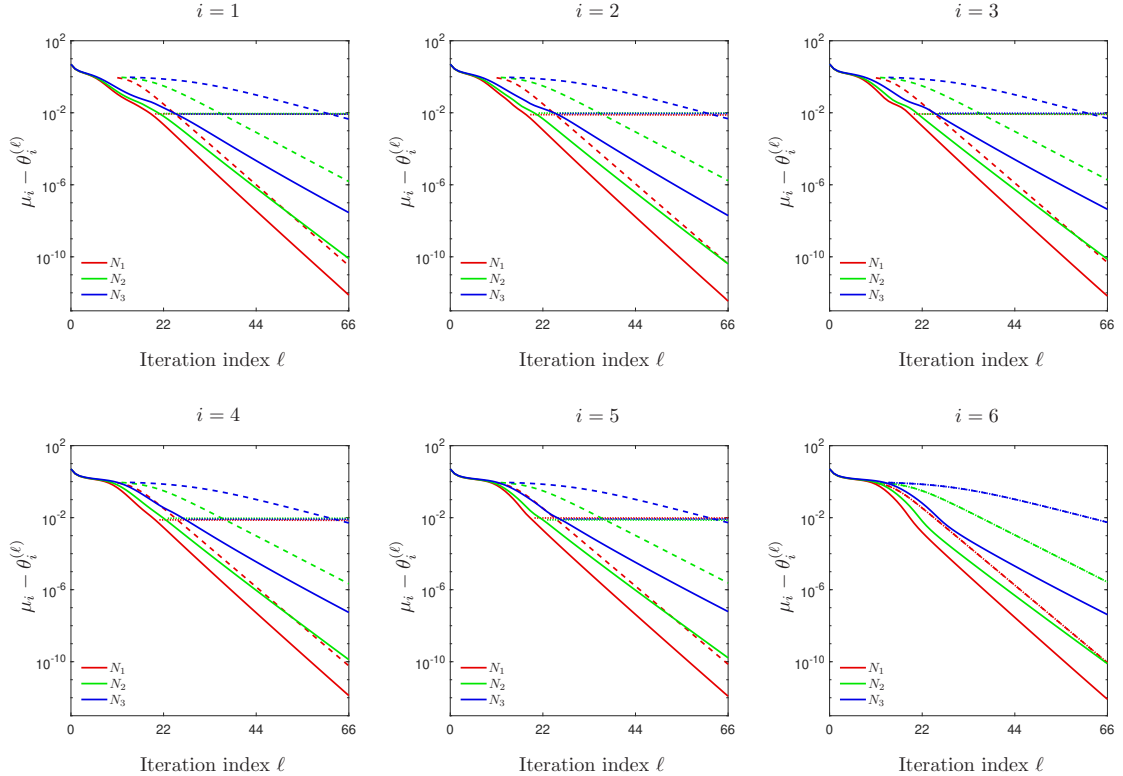 i = 1
10^2
10^{-2}
10^{-6}
10^{-10}
μ_i − θ_i^{(ℓ)}
N_1
N_2
N_3
0 22 44 66
Iteration index ℓ
i = 2
10^2
10^{-2}
10^{-6}
10^{-10}
μ_i − θ_i^{(ℓ)}
N_1
N_2
N_3
0 22 44 66
Iteration index ℓ
i = 3
10^2
10^{-2}
10^{-6}
10^{-10}
μ_i − θ_i^{(ℓ)}
N_1
N_2
N_3
0 22 44 66
Iteration index ℓ
i = 4
10^2
10^{-2}
10^{-6}
10^{-10}
μ_i − θ_i^{(ℓ)}
N_1
N_2
N_3
0 22 44 66
Iteration index ℓ
i = 5
10^2
10^{-2}
10^{-6}
10^{-10}
μ_i − θ_i^{(ℓ)}
N_1
N_2
N_3
0 22 44 66
Iteration index ℓ
i = 6
10^2
10^{-2}
10^{-6}
10^{-10}
μ_i − θ_i^{(ℓ)}
N_1
N_2
N_3
0 22 44 66
Iteration index ℓ